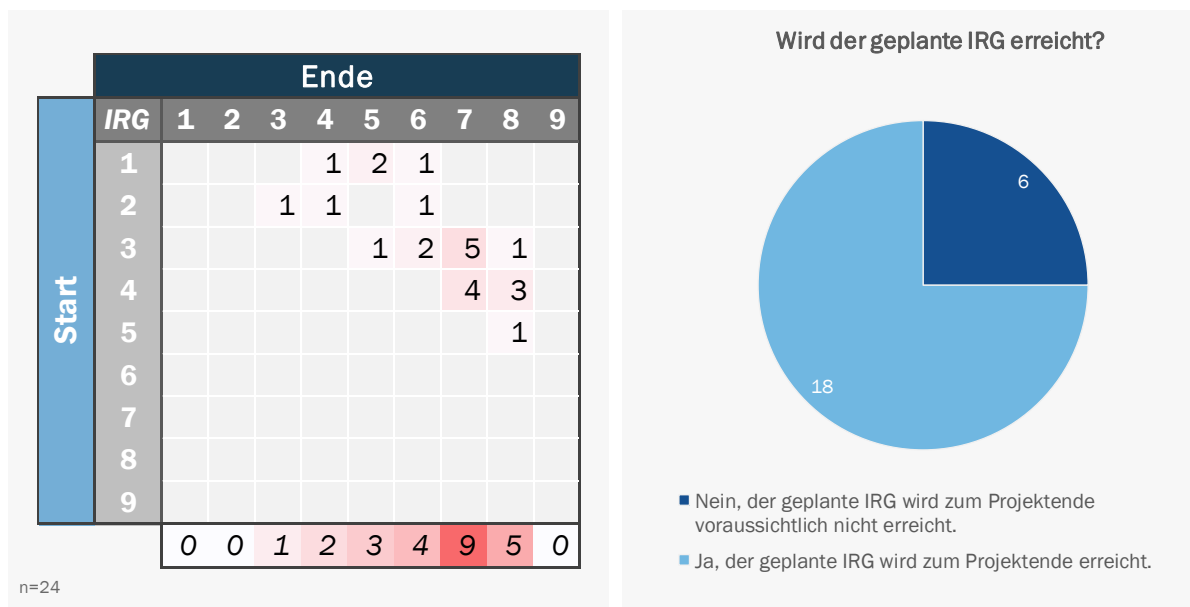 Ende
Start
IRG 1 2 3 4 5 6 7 8 9
1 1 2 1
2 1 1 1
3 1 2 5 1
4 4 3
5 1
6
7
8
9
0 0 1 2 3 4 9 5 0
n=24
Wird der geplante IRG erreicht?
6
18
Nein, der geplante IRG wird zum Projektende
voraussichtlich nicht erreicht.
Ja, der geplante IRG wird zum Projektende erreicht.